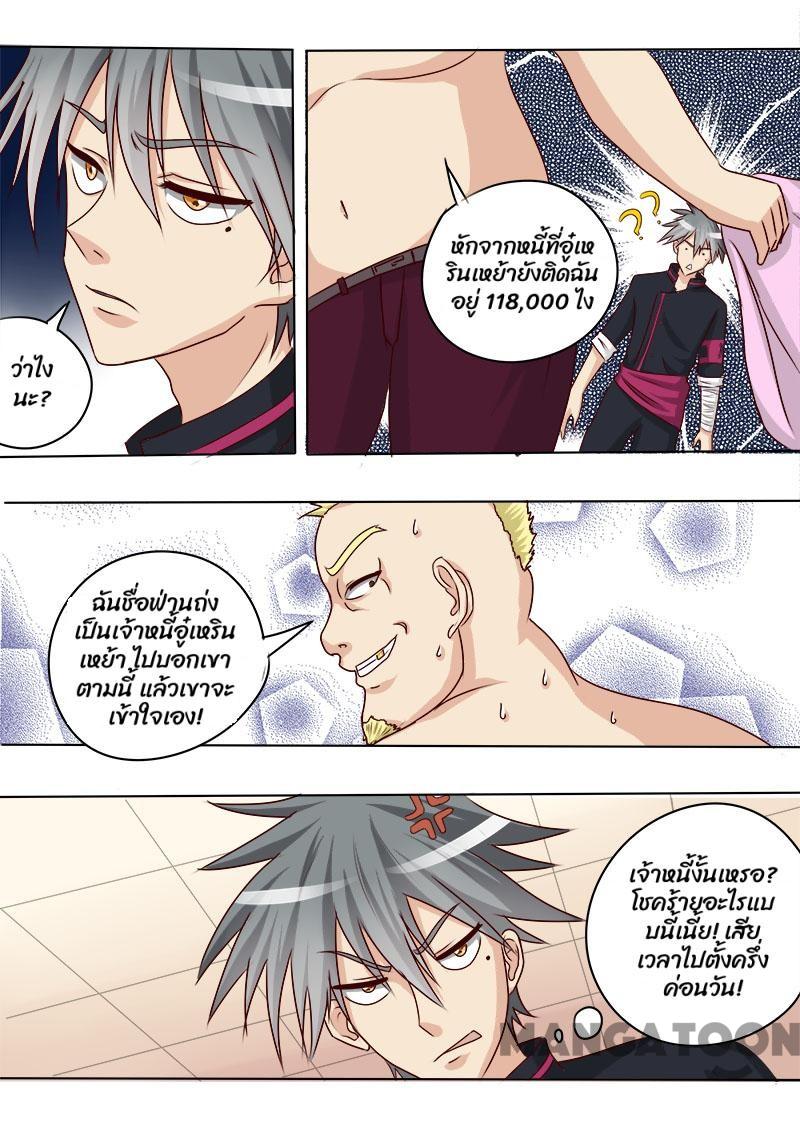 ว่าไง
นะ?
หักจากหนี้ที่อู๋เห
รินเหย้ายังติดฉัน
อยู่ 118,000 ไง
??
ฉันชื่อฟ่านถ่ง
เป็นเจ้าหนี้อู๋เหริน
เหย้า ไปบอกเขา
ตามนี้ แล้วเขาจะ
เข้าใจเอง!
เจ้าหนี้งั้นเหรอ?
โชคร้ายอะไรแบ
บนี้เนี้ย! เสีย
เวลาไปตั้งครึ่ง
ค่อนวัน!
MANGATOON